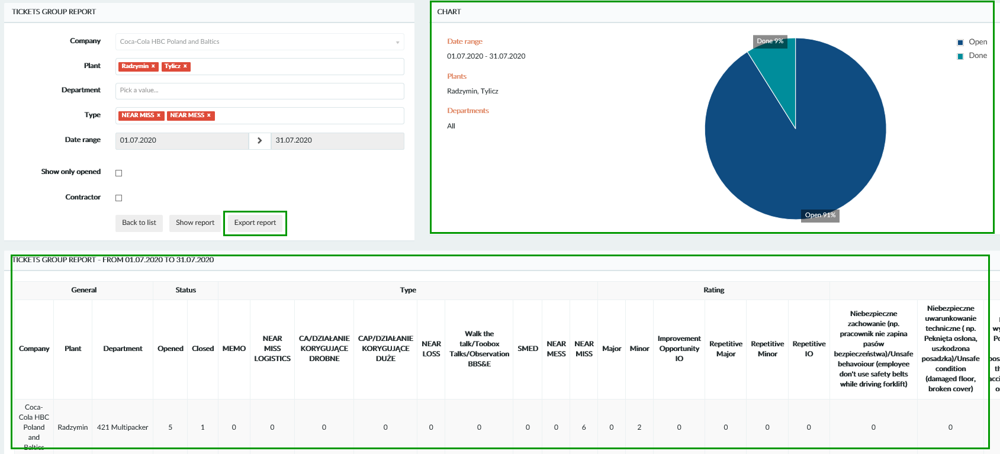 TICKETS GROUP REPORT
Company
Coca-Cola HBC Poland and Baltics
Plant
Radzymin x Tylicz x
Department
Pick a value...
Type
NEAR MISS x NEAR MESS x
Date range
01.07.2020 > 31.07.2020
Show only opened
Contractor
Back to list Show report Export report
CHART
Date range
01.07.2020 - 31.07.2020
Plants
Radzymin, Tylicz
Departments
All
Done 9%
Open 91%
Open
Done
TICKETS GROUP REPORT - FROM 01.07.2020 TO 31.07.2020
General Status Type Rating
Company
Plant
Department
Opened
Closed
MEMO
NEAR
MISS
LOGISTICS
CA/DZIAŁANIE
KORYGUJĄCE
DROBNE
CAP/DZIAŁANIE
KORYGUJĄCE
DUŻE
NEAR
LOSS
Walk the
talk/Toobox
Talks/Observation
BBS&E
SMED
NEAR
MESS
NEAR
MISS
Major
Minor
Improvement
Opportunity
IO
Repetitive
Major
Repetitive
Minor
Repetitive
IO
Niebezpieczne
zachowanie (np.
pracownik nie zapina
pasów
bezpieczeństwa)/Unsafe
behavoiour (employee
don't use safety belts
while driving forklift)
Niebezpieczne
uwarunkowanie
techniczne ( np.
Peknięta osłona,
uszkodzona
posadzka)/Unsafe
condition
(damaged floor,
broken cover)
Coca-
Cola HBC
Poland
and
Baltics
Radzymin 421 Multipacker 5 1 0 0 0 0 0 0 0 0 6 0 2 0 0 0 0 0 0